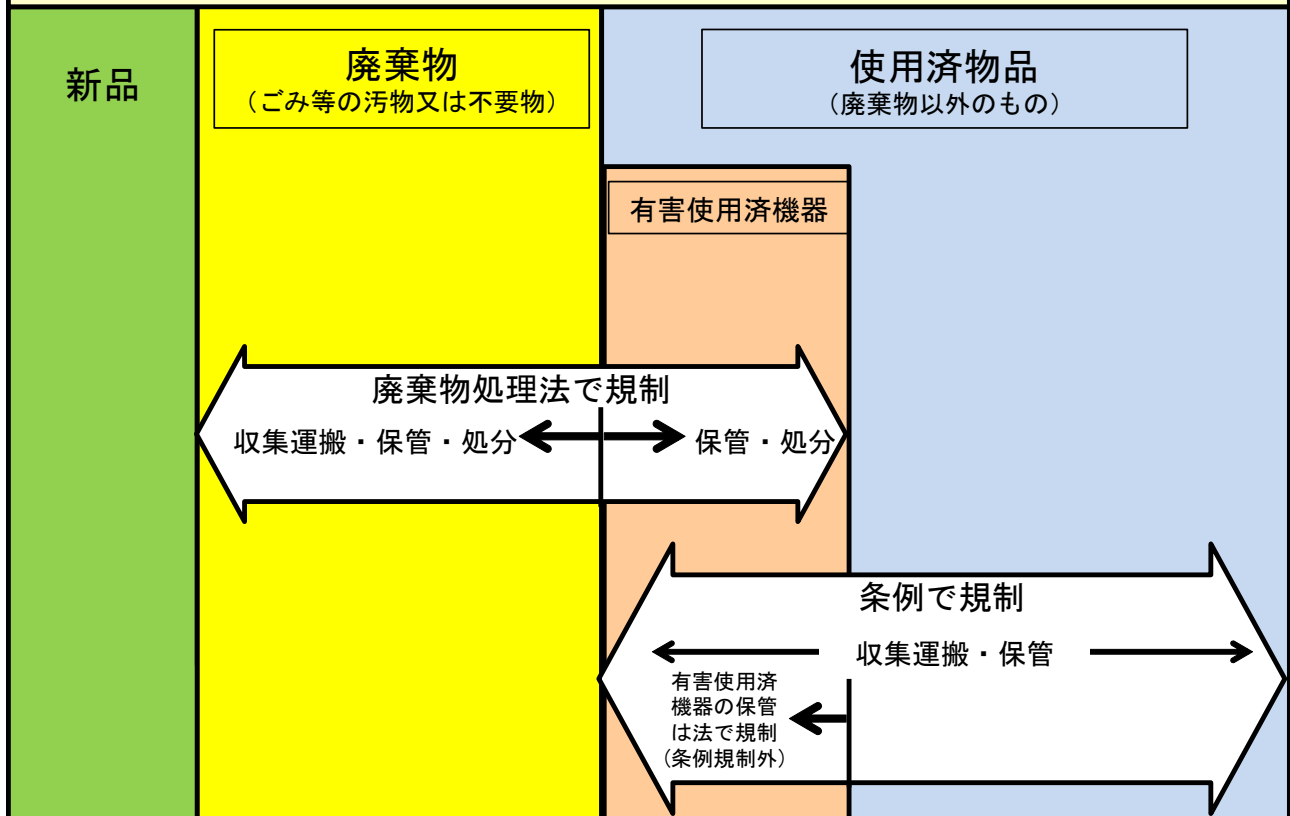 新品
廃棄物
（ごみ等の汚物又は不要物）
使用済物品
（廃棄物以外のもの）
有害使用済機器
廃棄物処理法で規制
収集運搬・保管・処分
保管・処分
条例で規制
収集運搬・保管
有害使用済
機器の保管
は法で規制
（条例規制外）